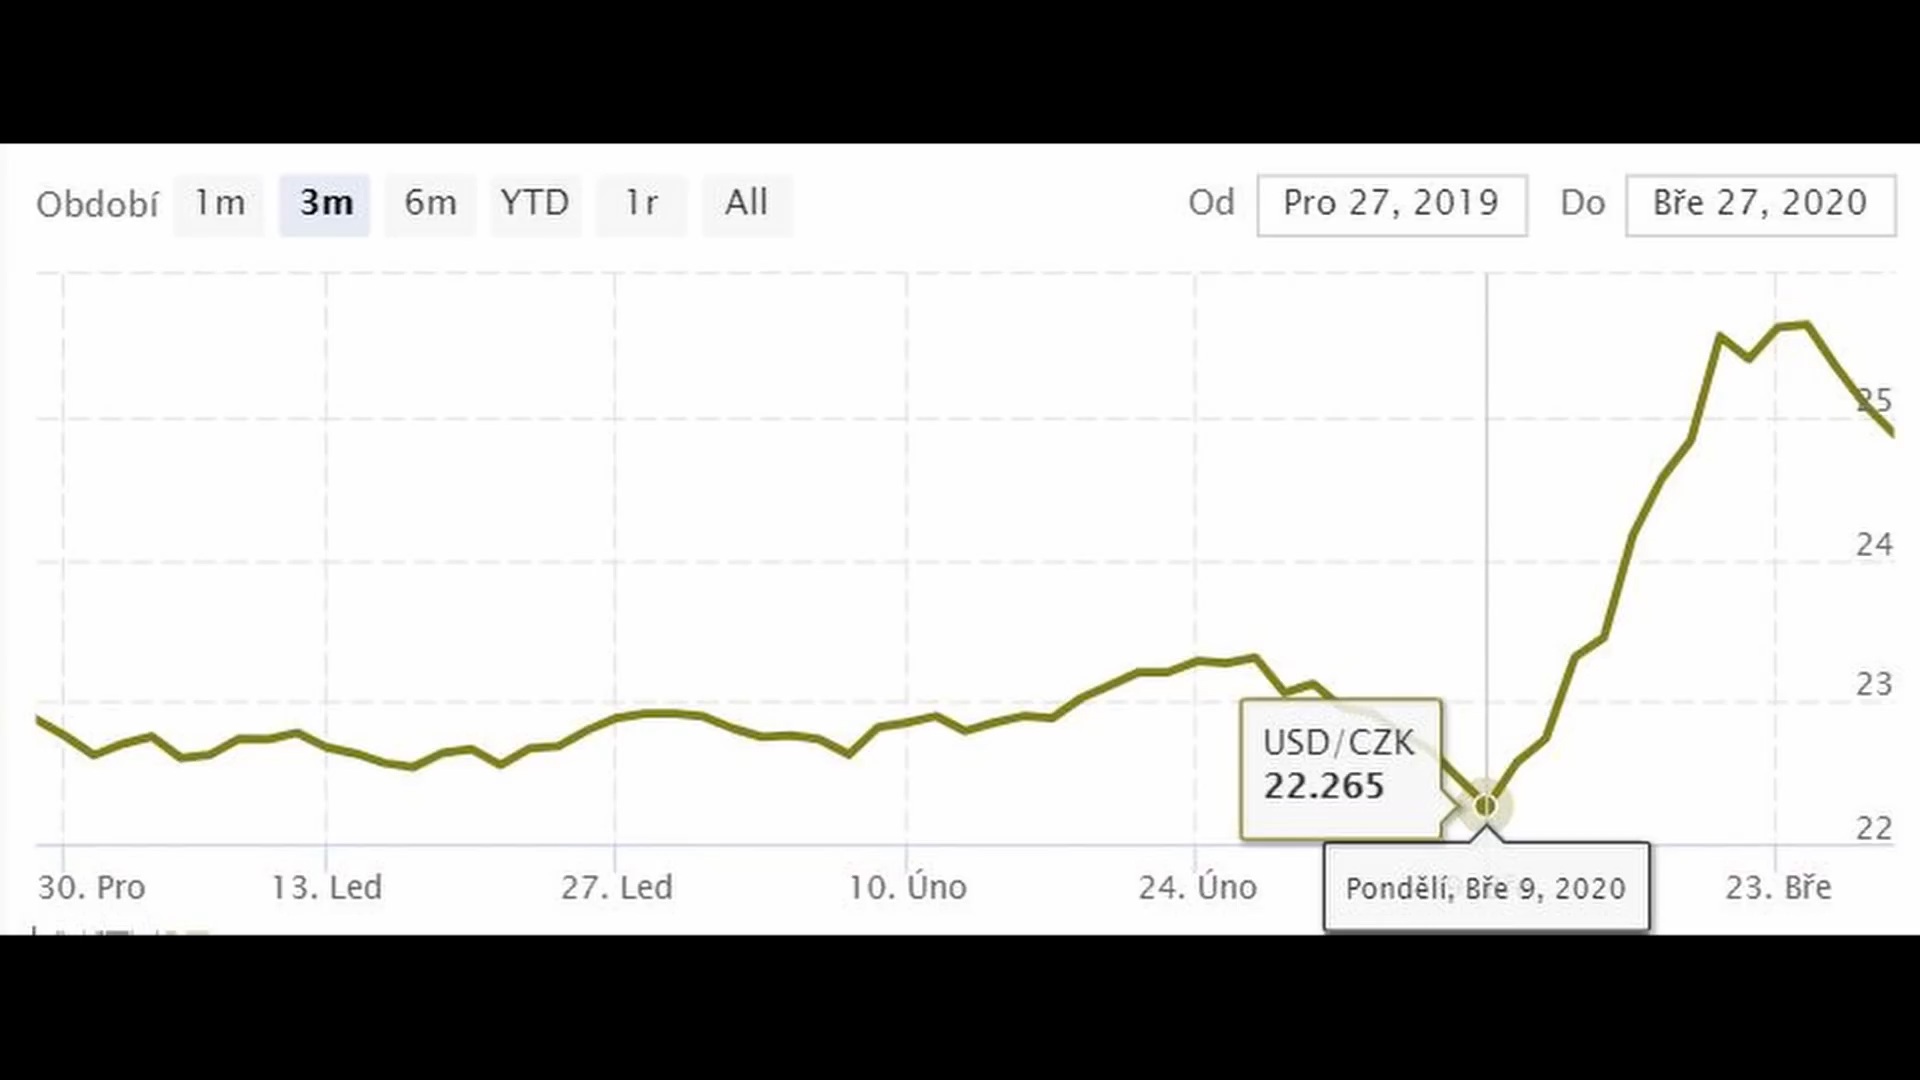 Období 1m 3m 6m YTD 1r All Od Pro 27, 2019 Do Bře 27, 2020
25
24
23
USD/CZK
22.265
22
30. Pro 13. Led 27. Led 10. Úno 24. Úno Pondělí, Bře 9, 2020 23. Bře